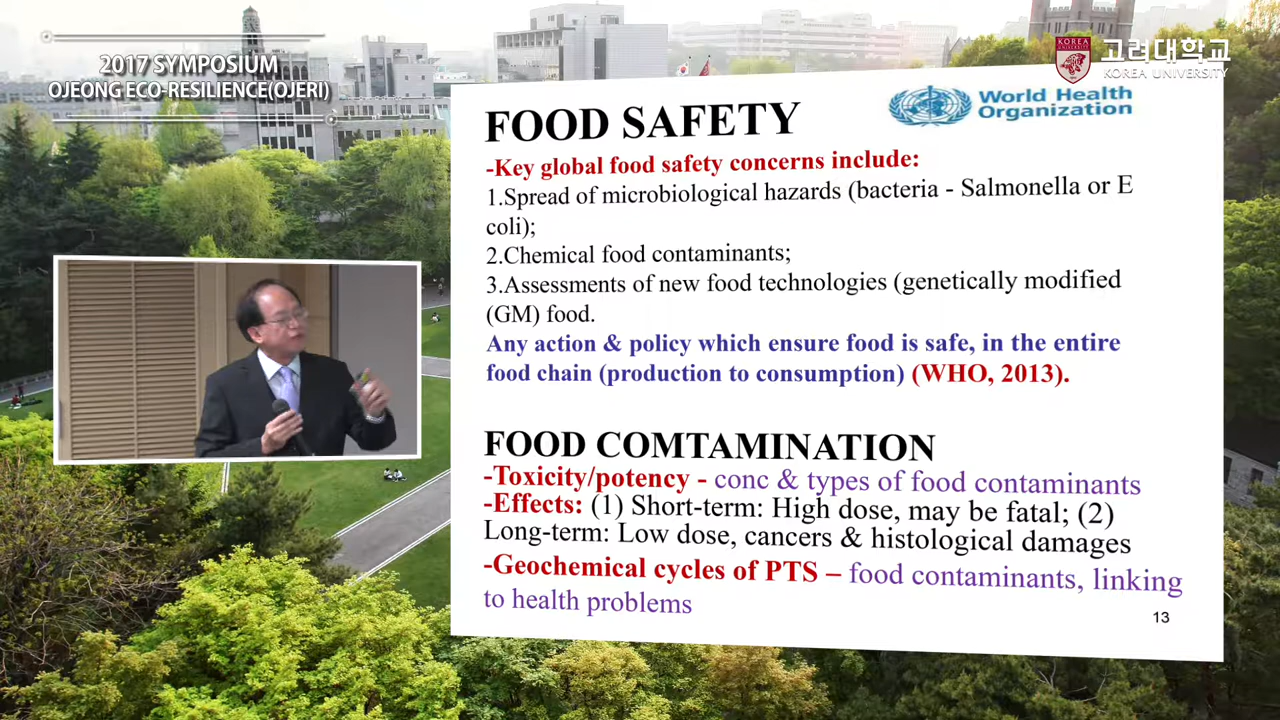 2017 SYMPOSIUM
OJEONG ECO-RESILIENCE(OJERI)
고려대학교
KOREA UNIVERSITY
World Health
Organization
FOOD SAFETY
-Key global food safety concerns include:
1.Spread of microbiological hazards (bacteria - Salmonella or E
coli);
2.Chemical food contaminants;
3.Assessments of new food technologies (genetically modified
(GM) food.
Any action & policy which ensure food is safe, in the entire
food chain (production to consumption) (WHO, 2013).
FOOD COMTAMINATION
-Toxicity/potency - conc & types of food contaminants
-Effects: (1) Short-term: High dose, may be fatal; (2)
Long-term: Low dose, cancers & histological damages
-Geochemical cycles of PTS – food contaminants, linking
to health problems
13